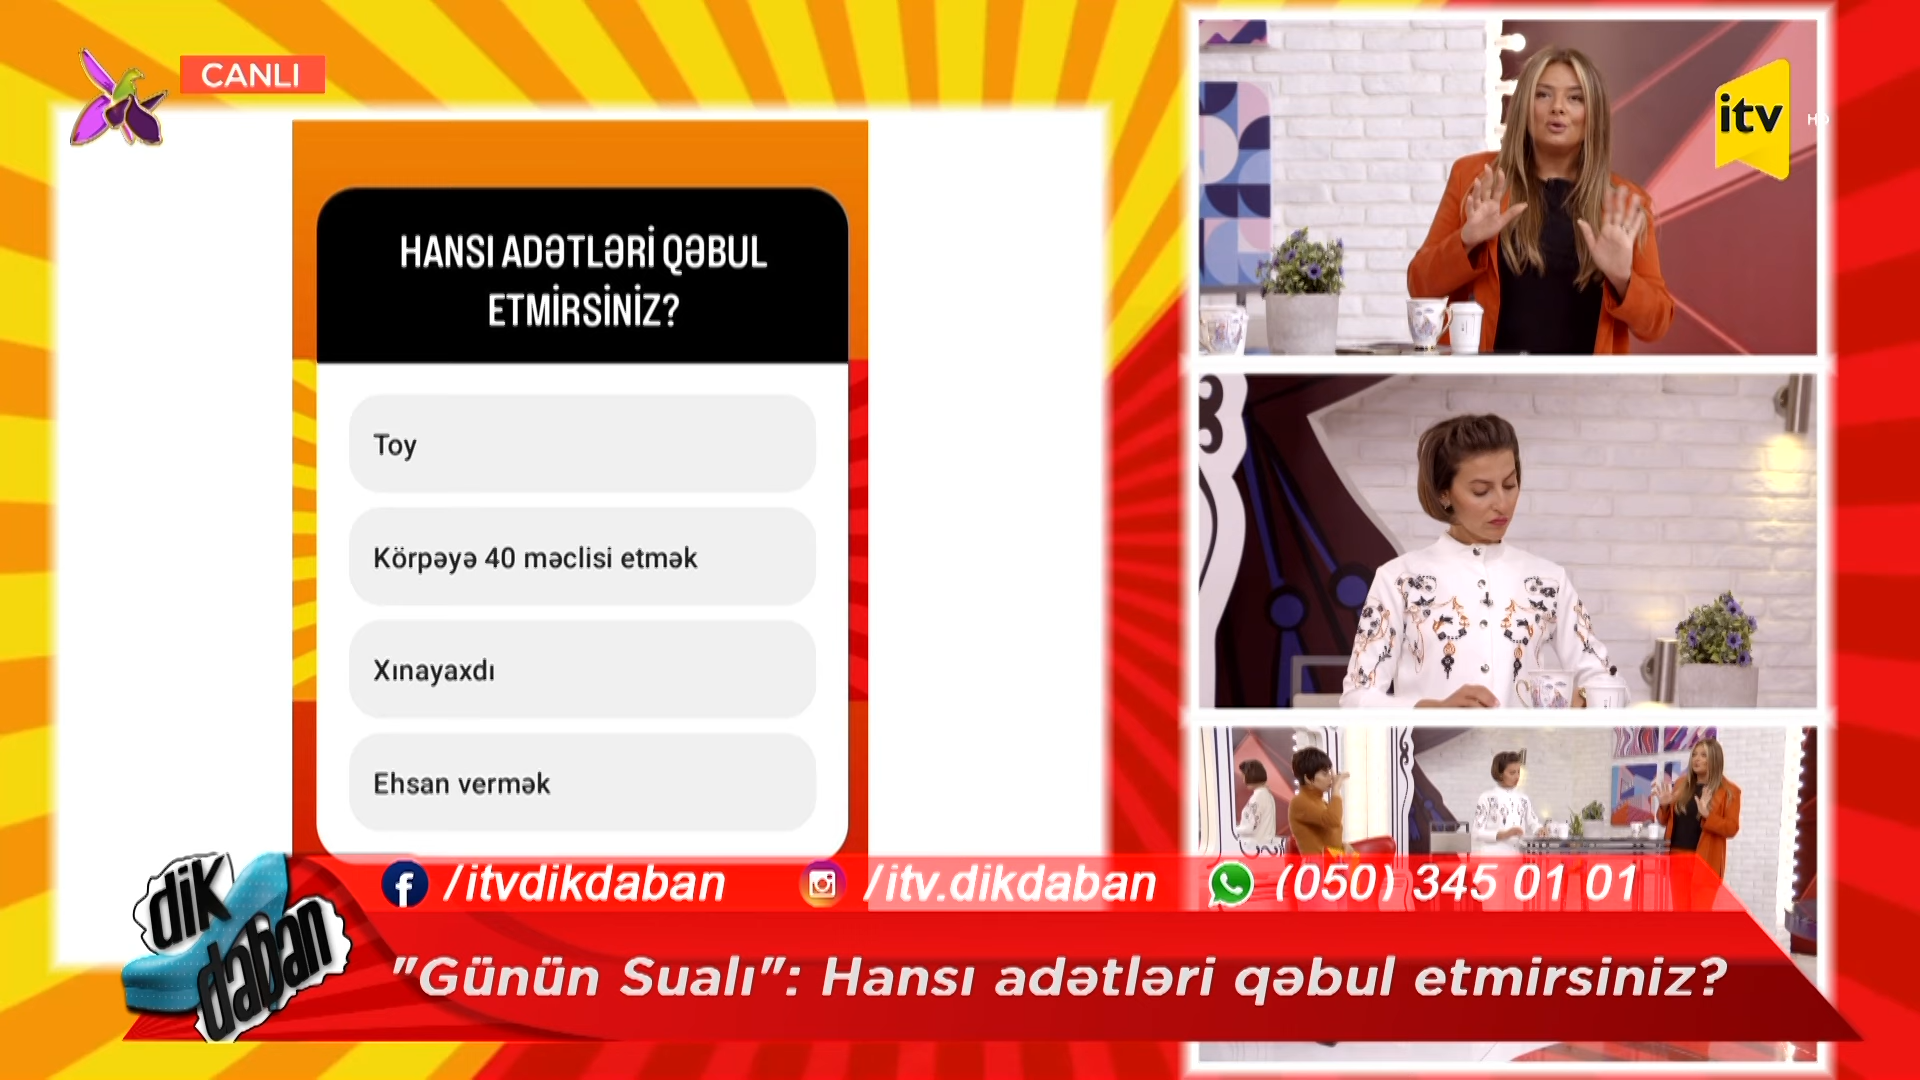 CANLI
itv
HD
HANSI ADƏTLƏRİ QƏBUL
ETMİRSİNİZ?
Toy
Körpəyə 40 məclisi etmək
Xınayaxdı
Ehsan vermək
dik
daban
/itvdikdaban
/itv.dikdaban
(050) 345 01 01
"Günün Sualı": Hansı adətləri qəbul etmirsiniz?